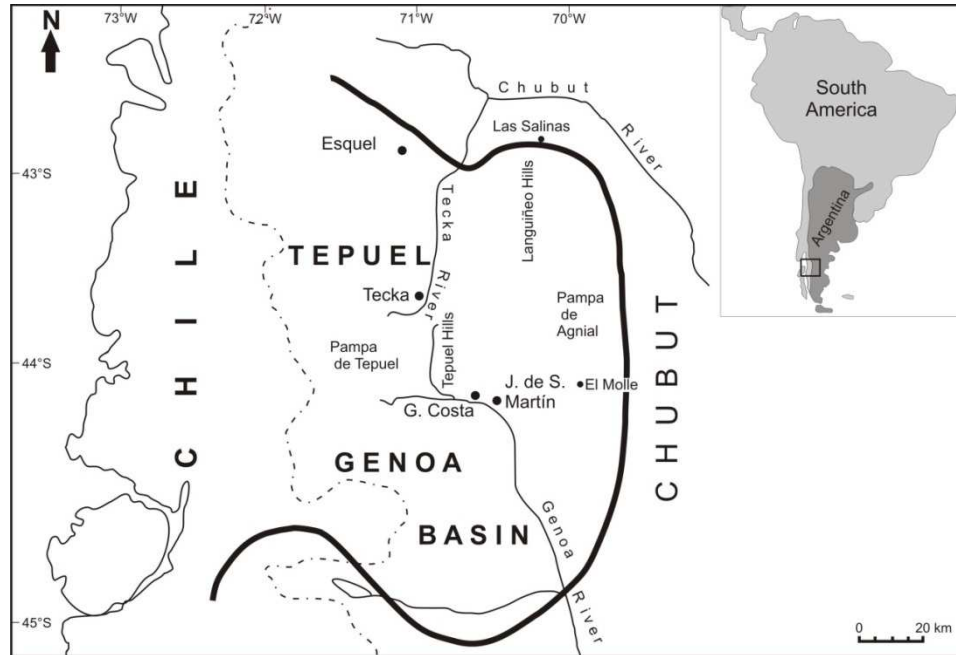 N
73°W
72°W
71°W
70°W
43°S
44°S
45°S
CHILE
Chubut
River
Las Salinas
Esquel
Languiñeo Hills
Tecka
River
TEPUEL
Tecka
Pampa
de
Agnial
Tepuel Hills
Pampa
de Tepuel
El Molle
J. de S.
Martín
G. Costa
GENOA
BASIN
Genoa
River
CHUBUT
0
20 km
South
America
Argentina